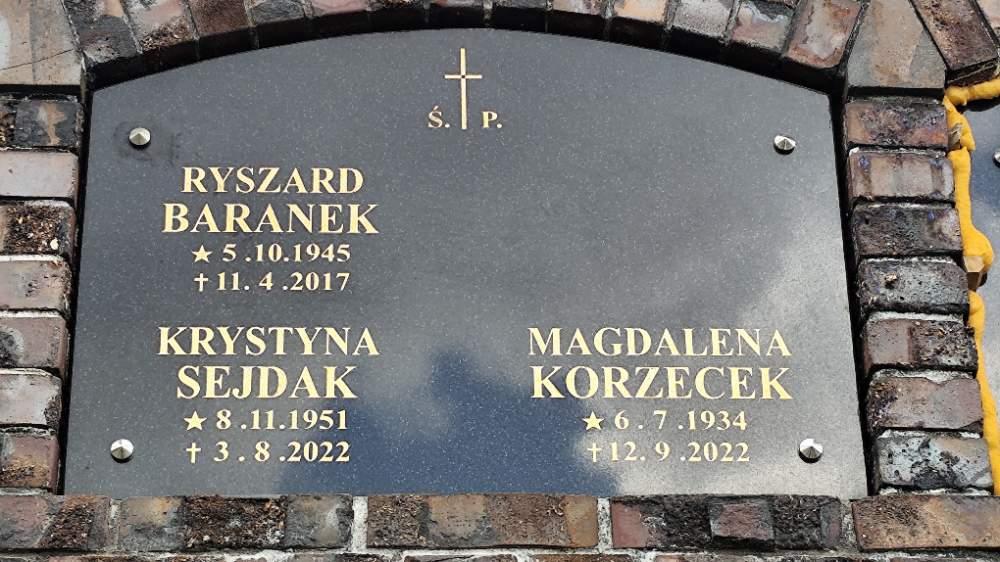 Ś. P.
RYSZARD
BARANEK
★ 5.10.1945
✝ 11.4.2017
KRYSTYNA
SEJDAK
★ 8.11.1951
✝ 3.8.2022
MAGDALENA
KORZECEK
★ 6.7.1934
✝ 12.9.2022